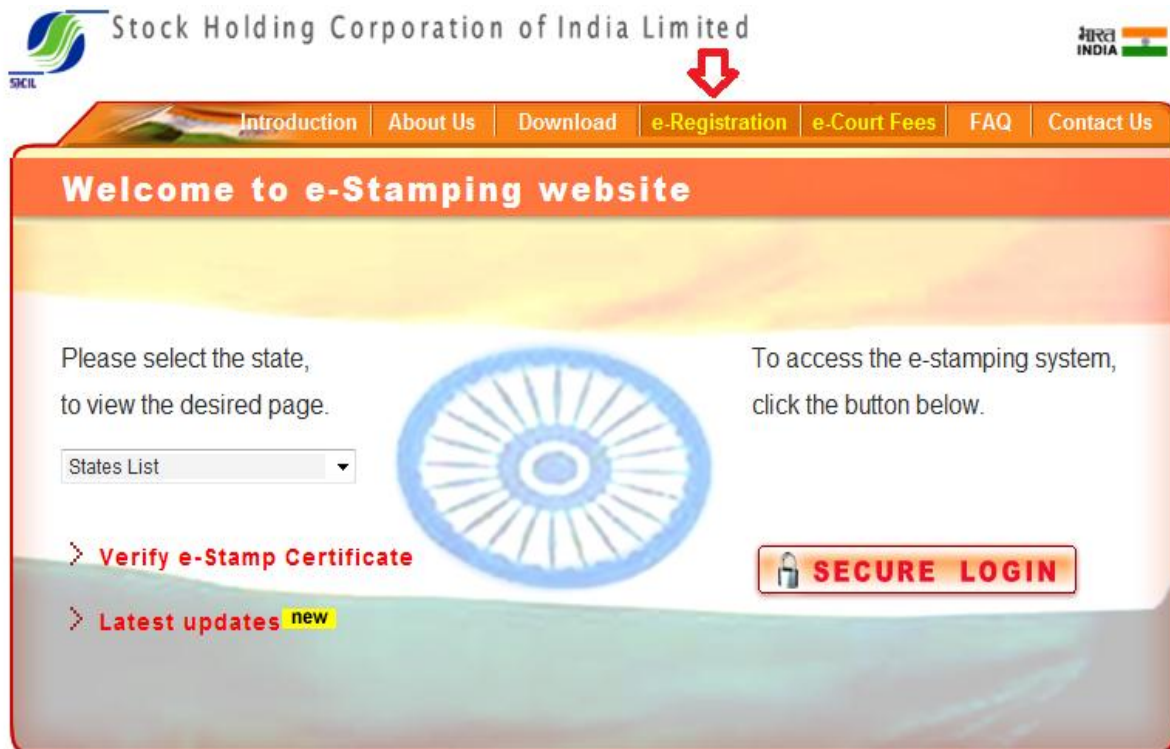 Stock Holding Corporation of India Limited
भारत
INDIA
SHCIL
Introduction About Us Download e-Registration e-Court Fees FAQ Contact Us
Welcome to e-Stamping website
Please select the state,
to view the desired page.
States List
To access the e-stamping system,
click the button below.
Verify e-Stamp Certificate
Latest updates new
SECURE LOGIN